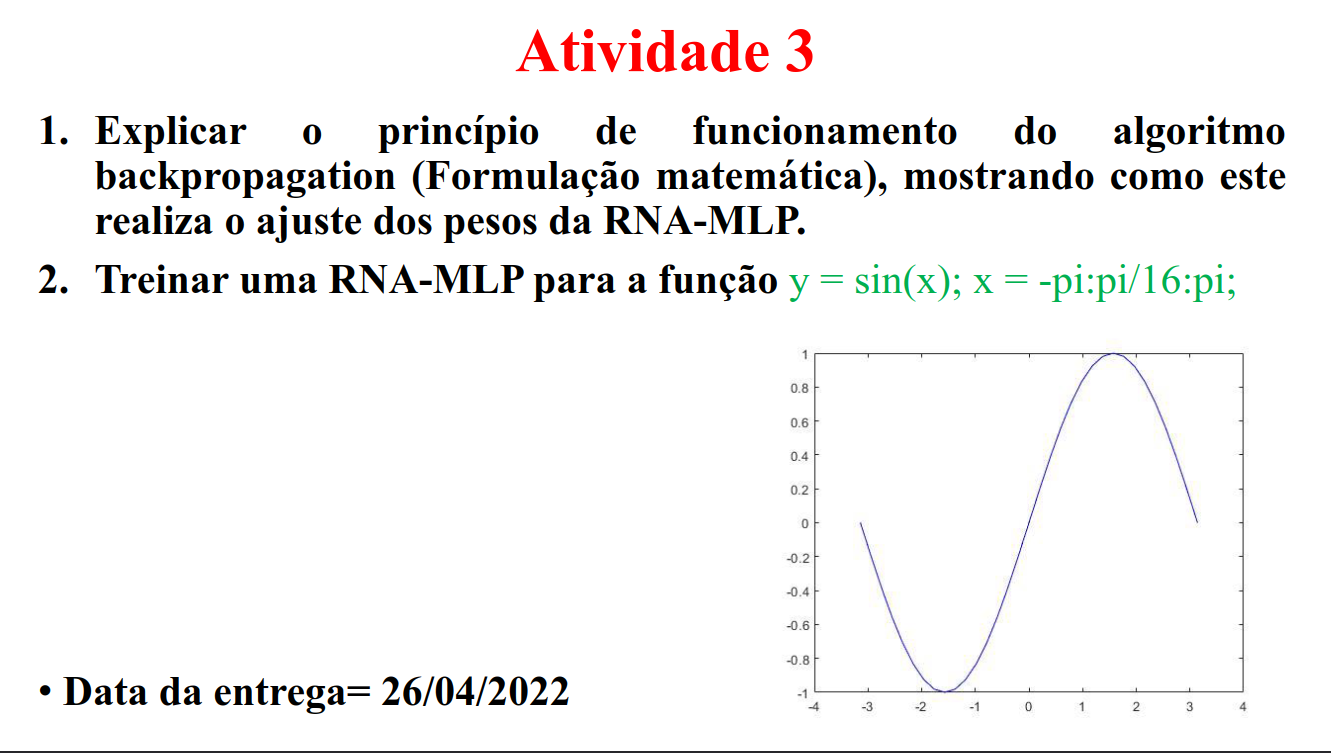 Atividade 3
1. Explicar o princípio de funcionamento do algoritmo
backpropagation (Formulação matemática), mostrando como este
realiza o ajuste dos pesos da RNA-MLP.
2. Treinar uma RNA-MLP para a função y = sin(x); x = -pi:pi/16:pi;
1
0.8
0.6
0.4
0.2
0
-0.2
-0.4
-0.6
-0.8
-1
-4 -3 -2 -1 0 1 2 3 4
• Data da entrega= 26/04/2022